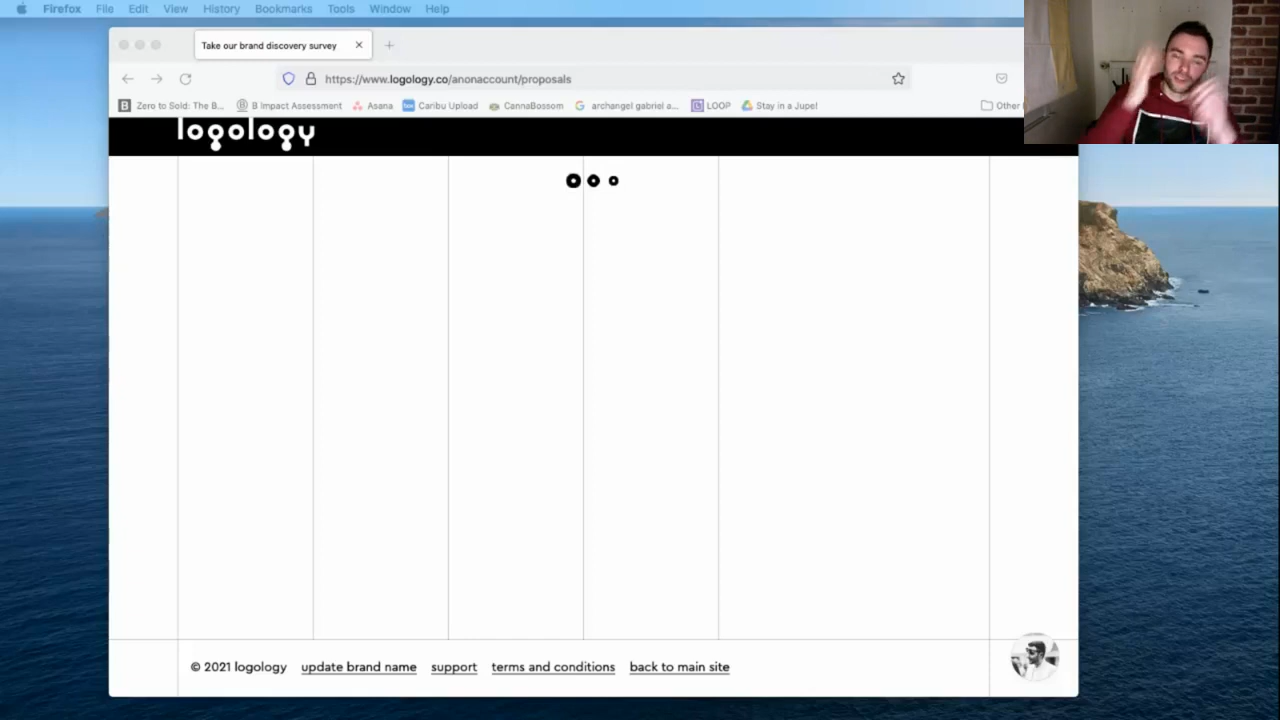 Firefox File Edit View History Bookmarks Tools Window Help
Take our brand discovery survey
https://www.logology.co/anonaccount/proposals
Zero to Sold: The B... B Impact Assessment Asana Caribu Upload CannaBossom archangel gabriel a... LOOP Stay in a Jupe! Other
logology
© 2021 logology update brand name support terms and conditions back to main site